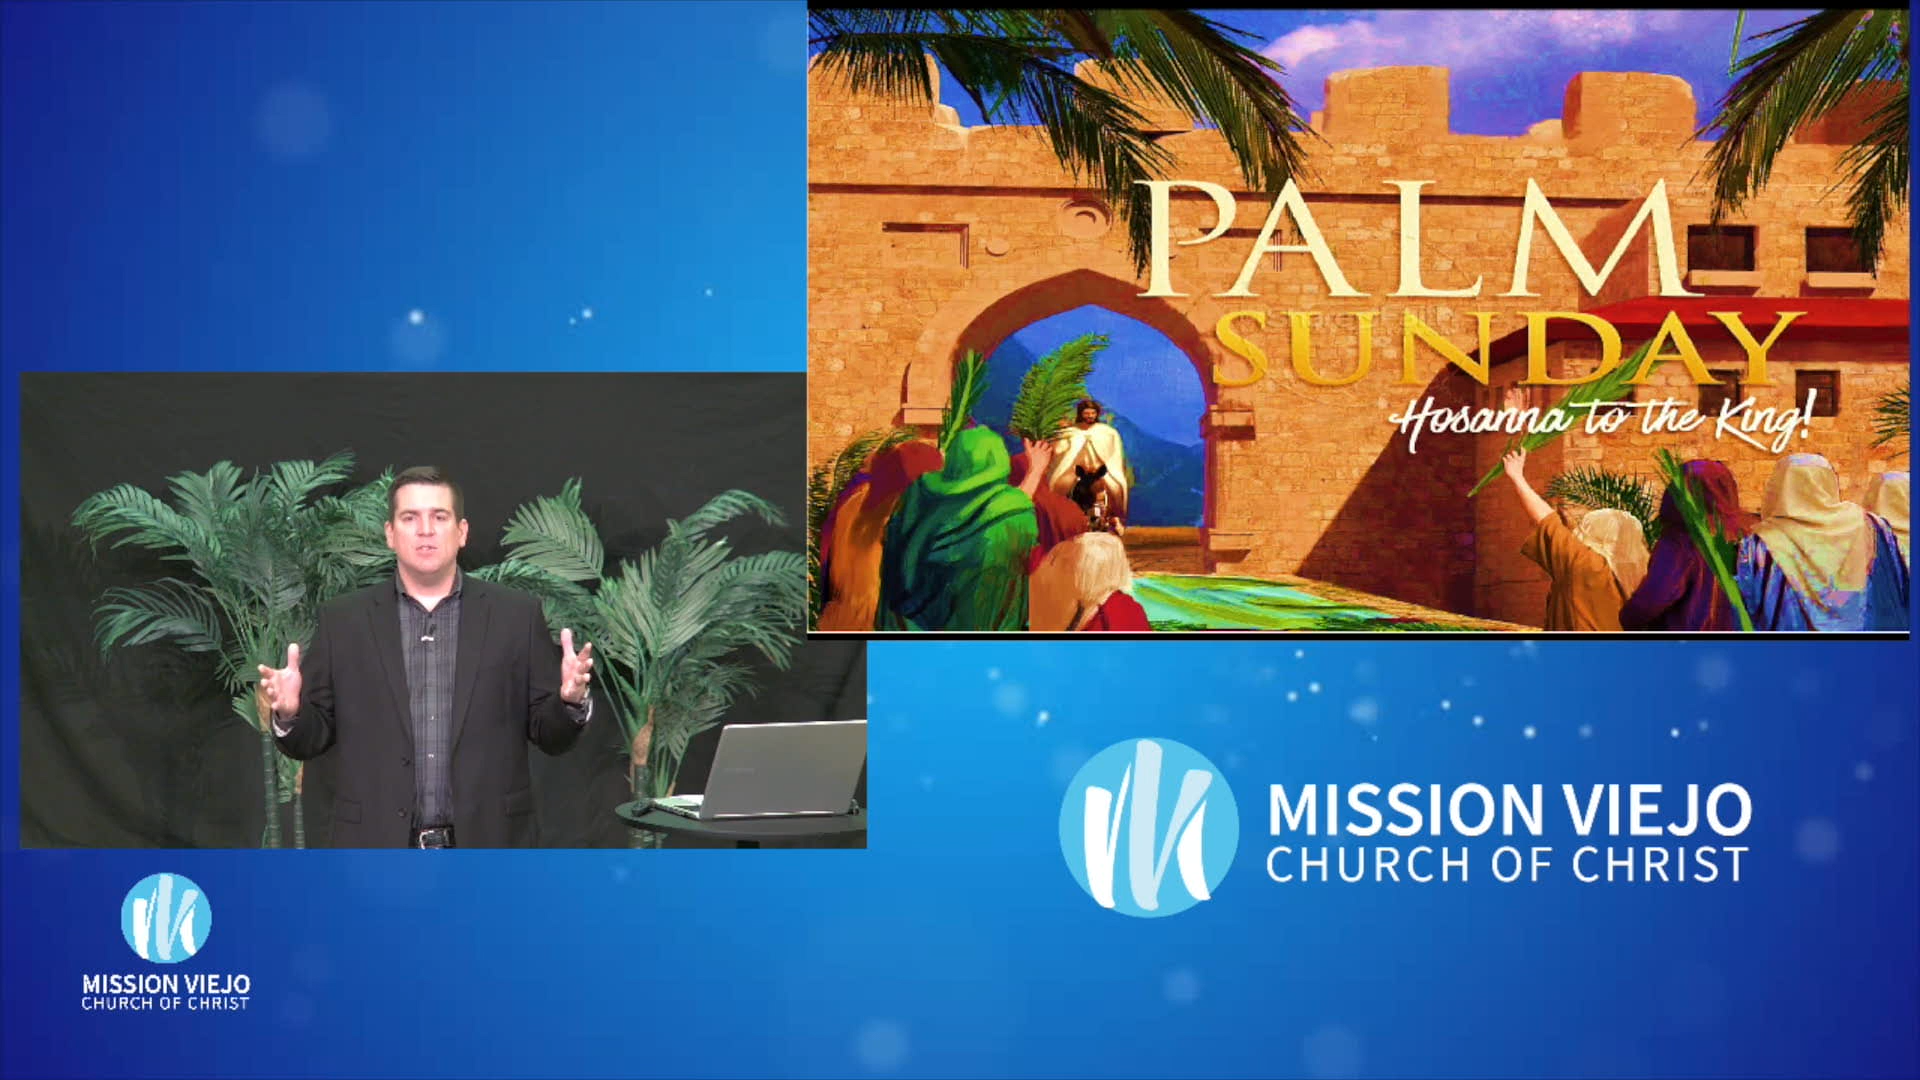 PALM
SUNDAY
Hosanna to the King!
MISSION VIEJO
CHURCH OF CHRIST
MISSION VIEJO
CHURCH OF CHRIST